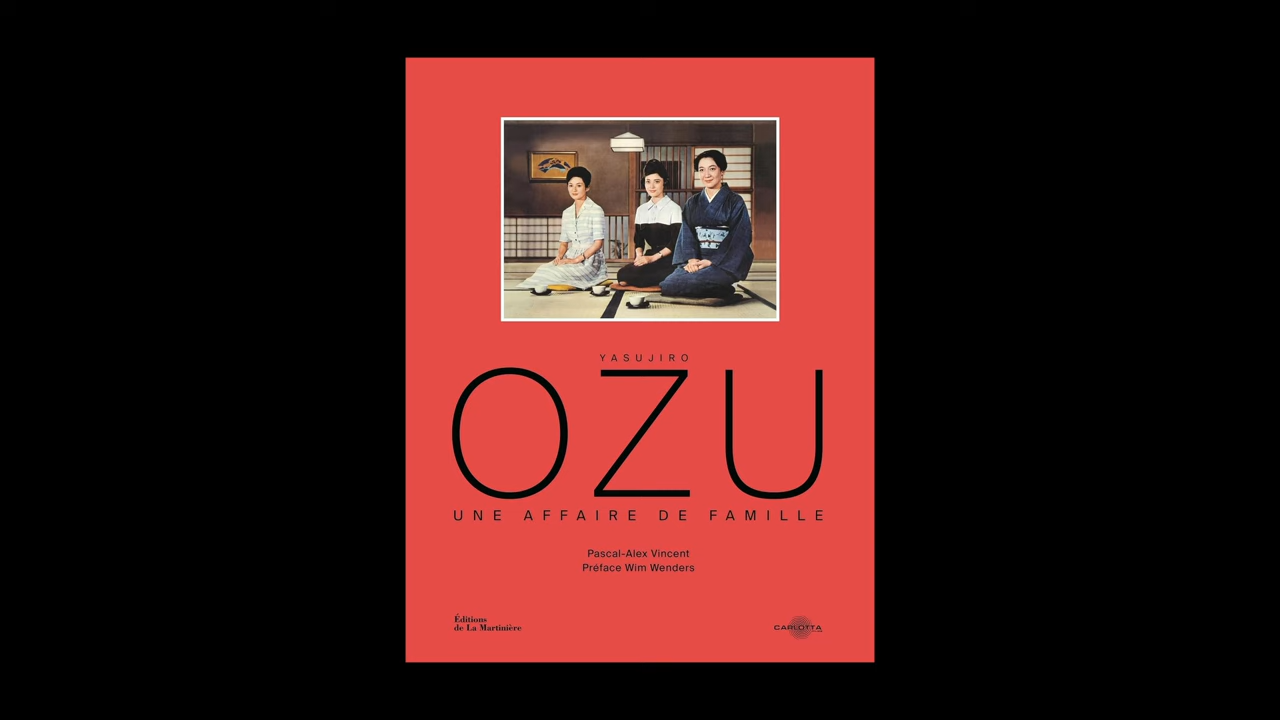 YASUJIRO
OZU
UNE AFFAIRE DE FAMILLE
Pascal-Alex Vincent
Préface Wim Wenders
Éditions
de La Martinière
CARLOTTA